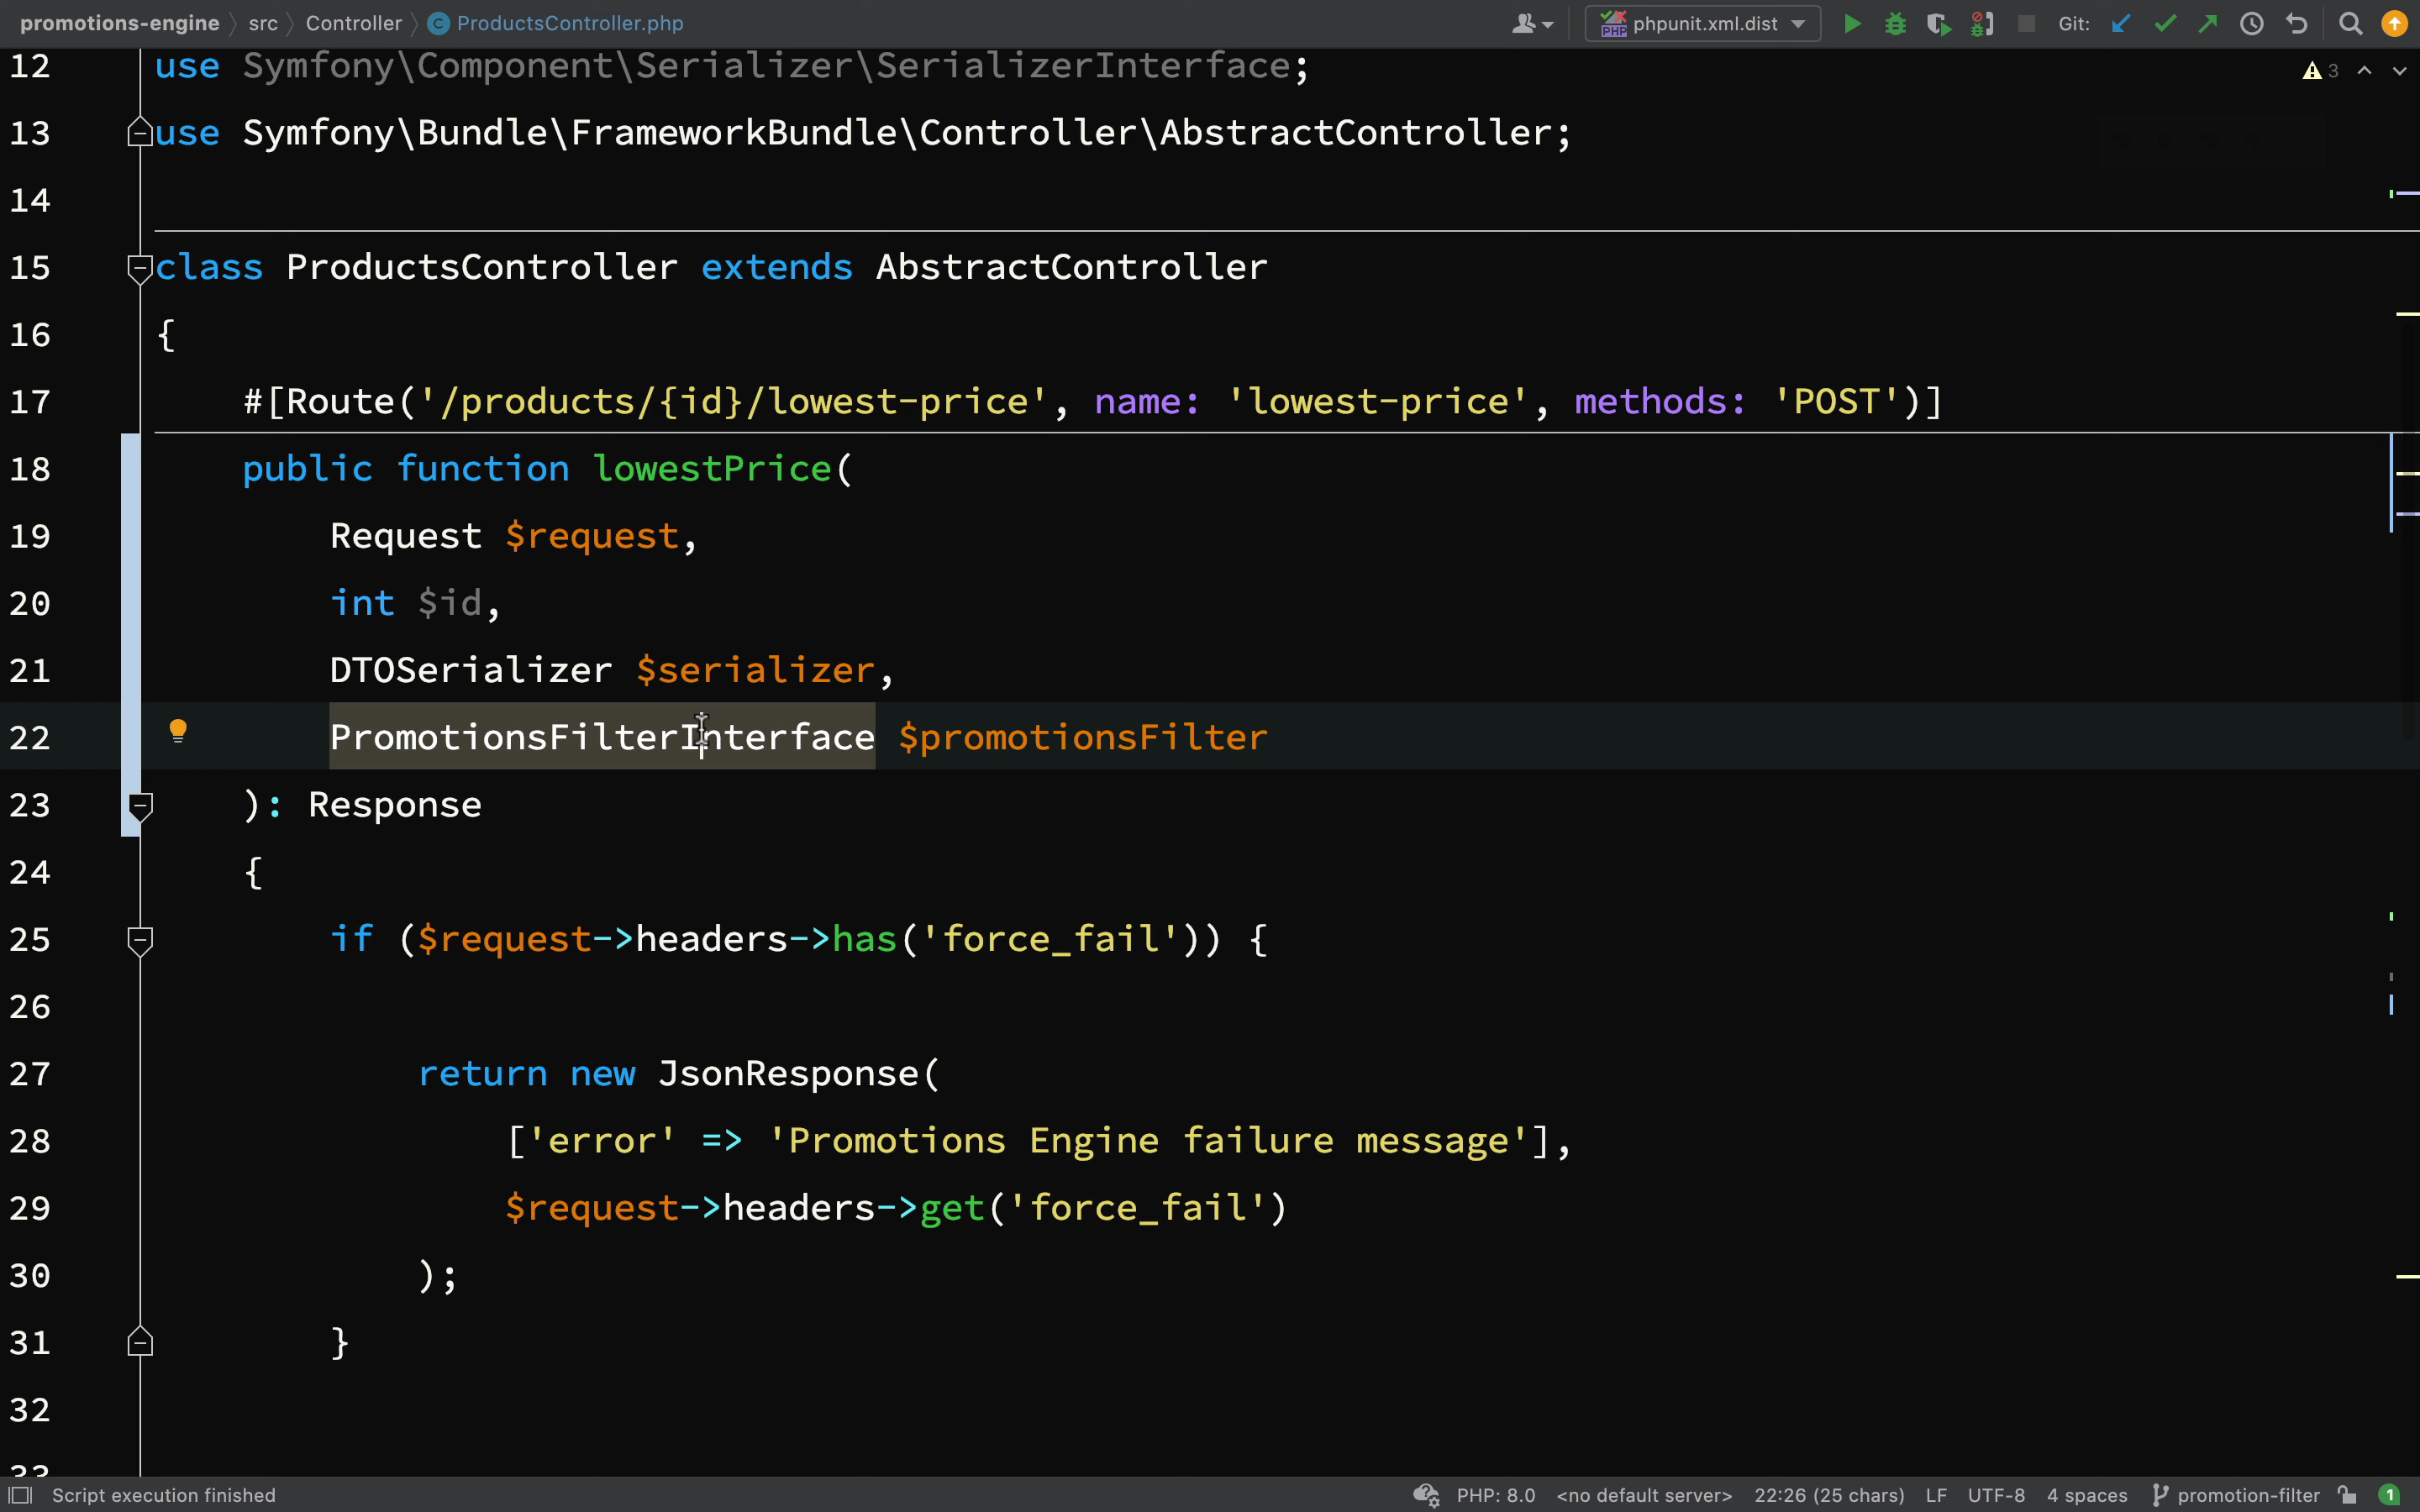 promotions-engine src Controller ProductsController.php phpunit.xml.dist Git:
12 use Symfony\Component\Serializer\SerializerInterface; 3
13 use Symfony\Bundle\FrameworkBundle\Controller\AbstractController;
14
15 class ProductsController extends AbstractController
16 {
17 #[Route('/products/{id}/lowest-price', name: 'lowest-price', methods: 'POST')]
18 public function lowestPrice(
19 Request $request,
20 int $id,
21 DTOSerializer $serializer,
22 PromotionsFilterInterface $promotionsFilter
23 ): Response
24 {
25 if ($request->headers->has('force_fail')) {
26
27 return new JsonResponse(
28 ['error' => 'Promotions Engine failure message'],
29 $request->headers->get('force_fail')
30 );
31 }
32
33
Script execution finished PHP: 8.0 <no default server> 22:26 (25 chars) LF UTF-8 4 spaces promotion-filter 1